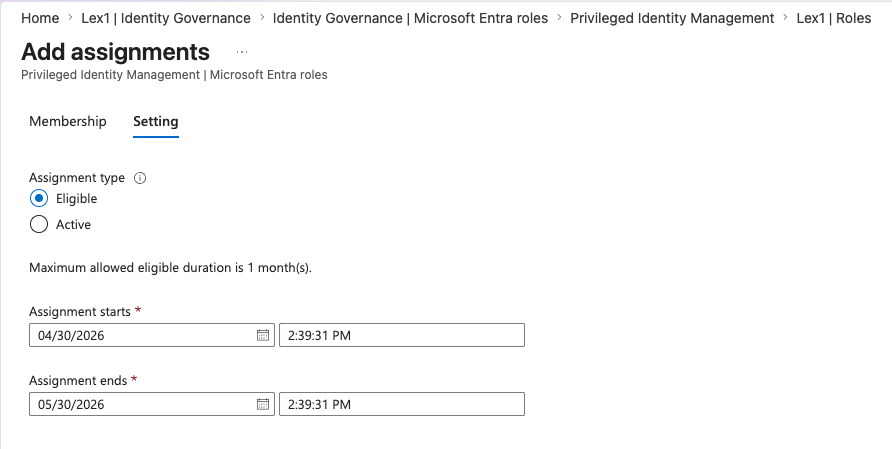 Home > Lex1 | Identity Governance > Identity Governance | Microsoft Entra roles > Privileged Identity Management > Lex1 | Roles
Add assignments ...
Privileged Identity Management | Microsoft Entra roles
Membership Setting
Assignment type
Eligible
Active
Maximum allowed eligible duration is 1 month(s).
Assignment starts *
04/30/2026 2:39:31 PM
Assignment ends *
05/30/2026 2:39:31 PM